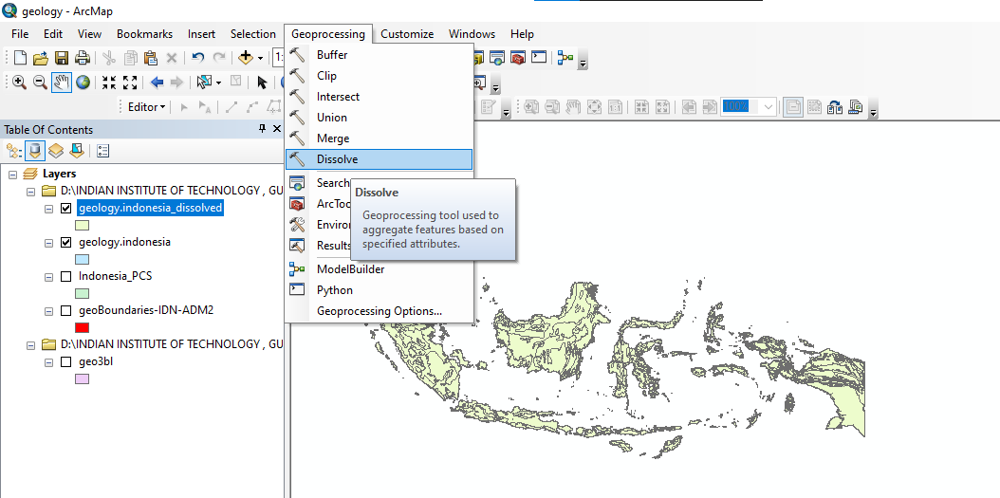 geology - ArcMap
File Edit View Bookmarks Insert Selection Geoprocessing Customize Windows Help
Buffer
Clip
Intersect
Union
Merge
Dissolve
Search
ArcToo
Enviro
Results
ModelBuilder
Python
Geoprocessing Options...
Dissolve
Geoprocessing tool used to
aggregate features based on
specified attributes.
1:
Editor
100%
Table Of Contents
Layers
D:\INDIAN INSTITUTE OF TECHNOLOGY , GU
geology.indonesia_dissolved
geology.indonesia
Indonesia_PCS
geoBoundaries-IDN-ADM2
D:\INDIAN INSTITUTE OF TECHNOLOGY , GU
geo3bl